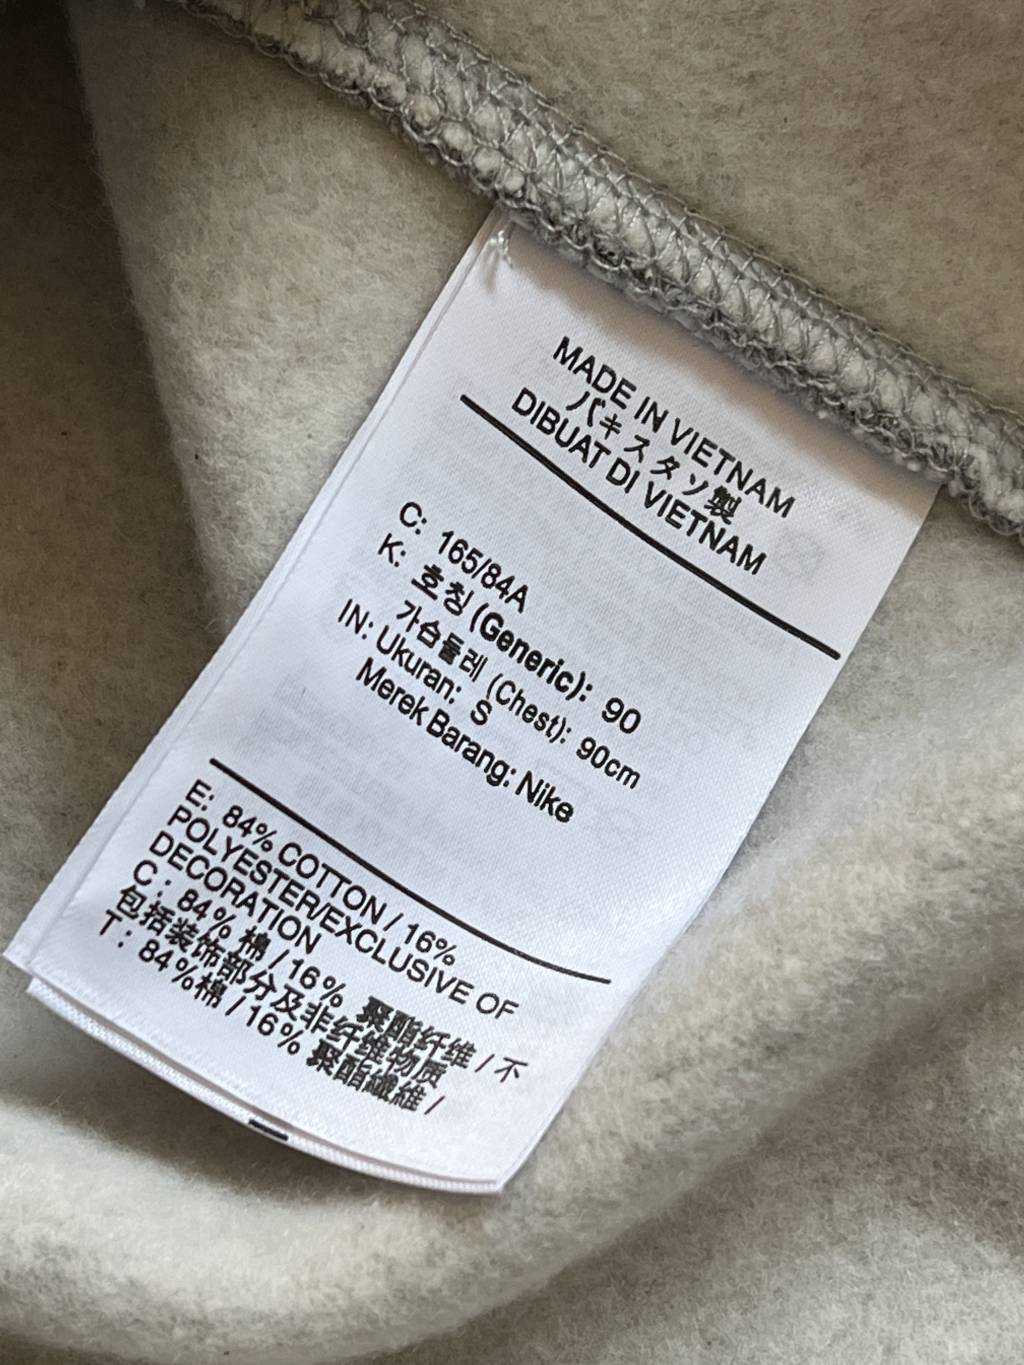 MADE IN VIETNAM
パキスタン製
DIBUAT DI VIETNAM
C: 165/84A
K: 호칭 (Generic): 90
가슴둘레 (Chest): 90cm
IN: Ukuran: S
Merek Barang: Nike
E: 84% COTTON / 16%
POLYESTER/EXCLUSIVE OF
DECORATION
C : 84% 棉 / 16% 聚酯纤维 / 不
包括装饰部分及非纤维物质
T : 84%棉 / 16% 聚酯纖維 /